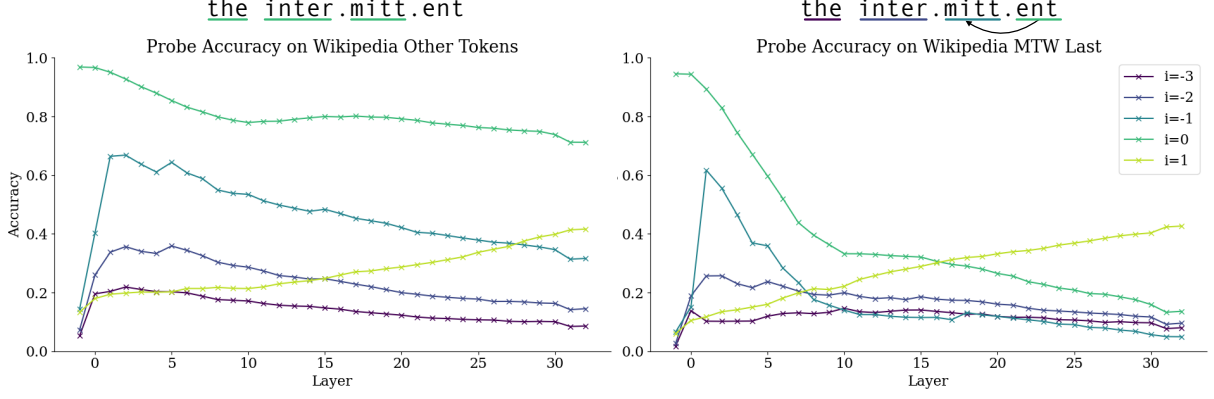 the inter.mitt.ent
the inter.mitt.ent
Probe Accuracy on Wikipedia Other Tokens
Probe Accuracy on Wikipedia MTW Last
1.0
0.8
0.6
0.4
0.2
0.0
Accuracy
0 5 10 15 20 25 30
Layer
1.0
0.8
0.6
0.4
0.2
0.0
0 5 10 15 20 25 30
Layer
i=-3
i=-2
i=-1
i=0
i=1